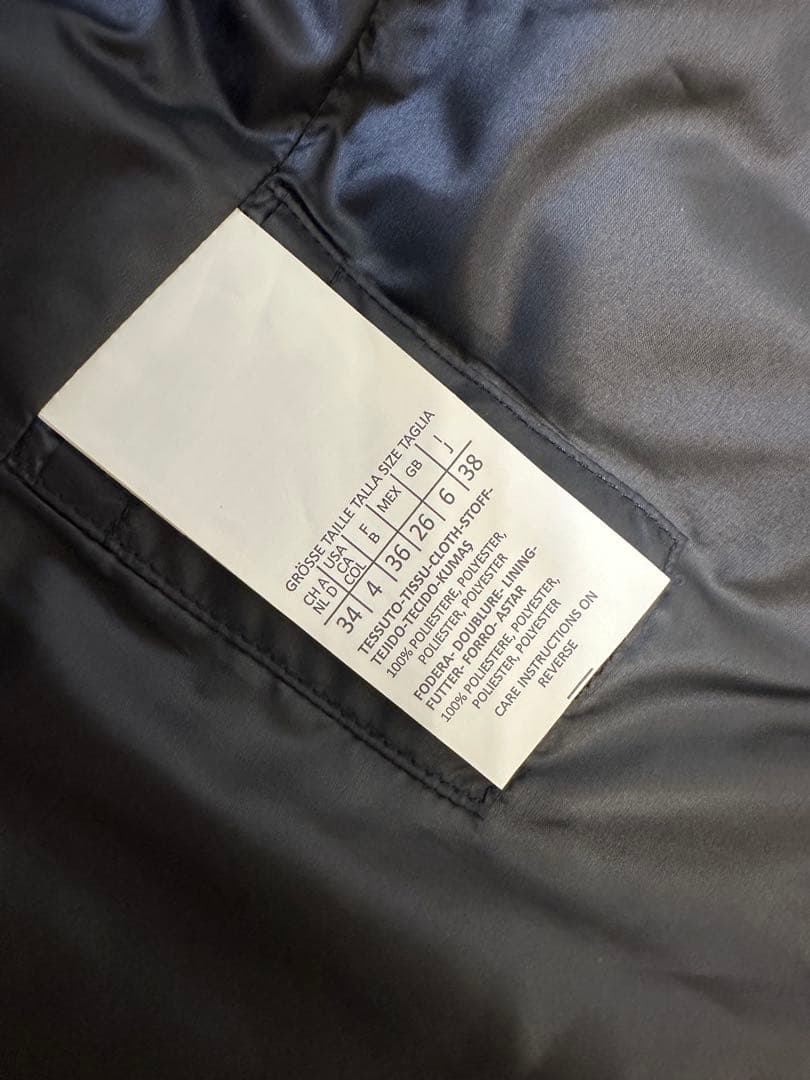 GRÖSSE TAILLE TALLA SIZE TAGLIA
CH A USA F MEX GB I
NL D CA B J
COL
34 4 36 26 6 38
TESSUTO-TISSU-CLOTH-STOFF-
TEJIDO-TECIDO-KUMAŞ
100% POLIESTERE, POLYESTER,
POLIESTER, POLYESTER
FODERA- DOUBLURE- LINING-
FUTTER- FORRO- ASTAR
100% POLIESTERE, POLYESTER,
POLIESTER, POLYESTER
CARE INSTRUCTIONS ON
REVERSE